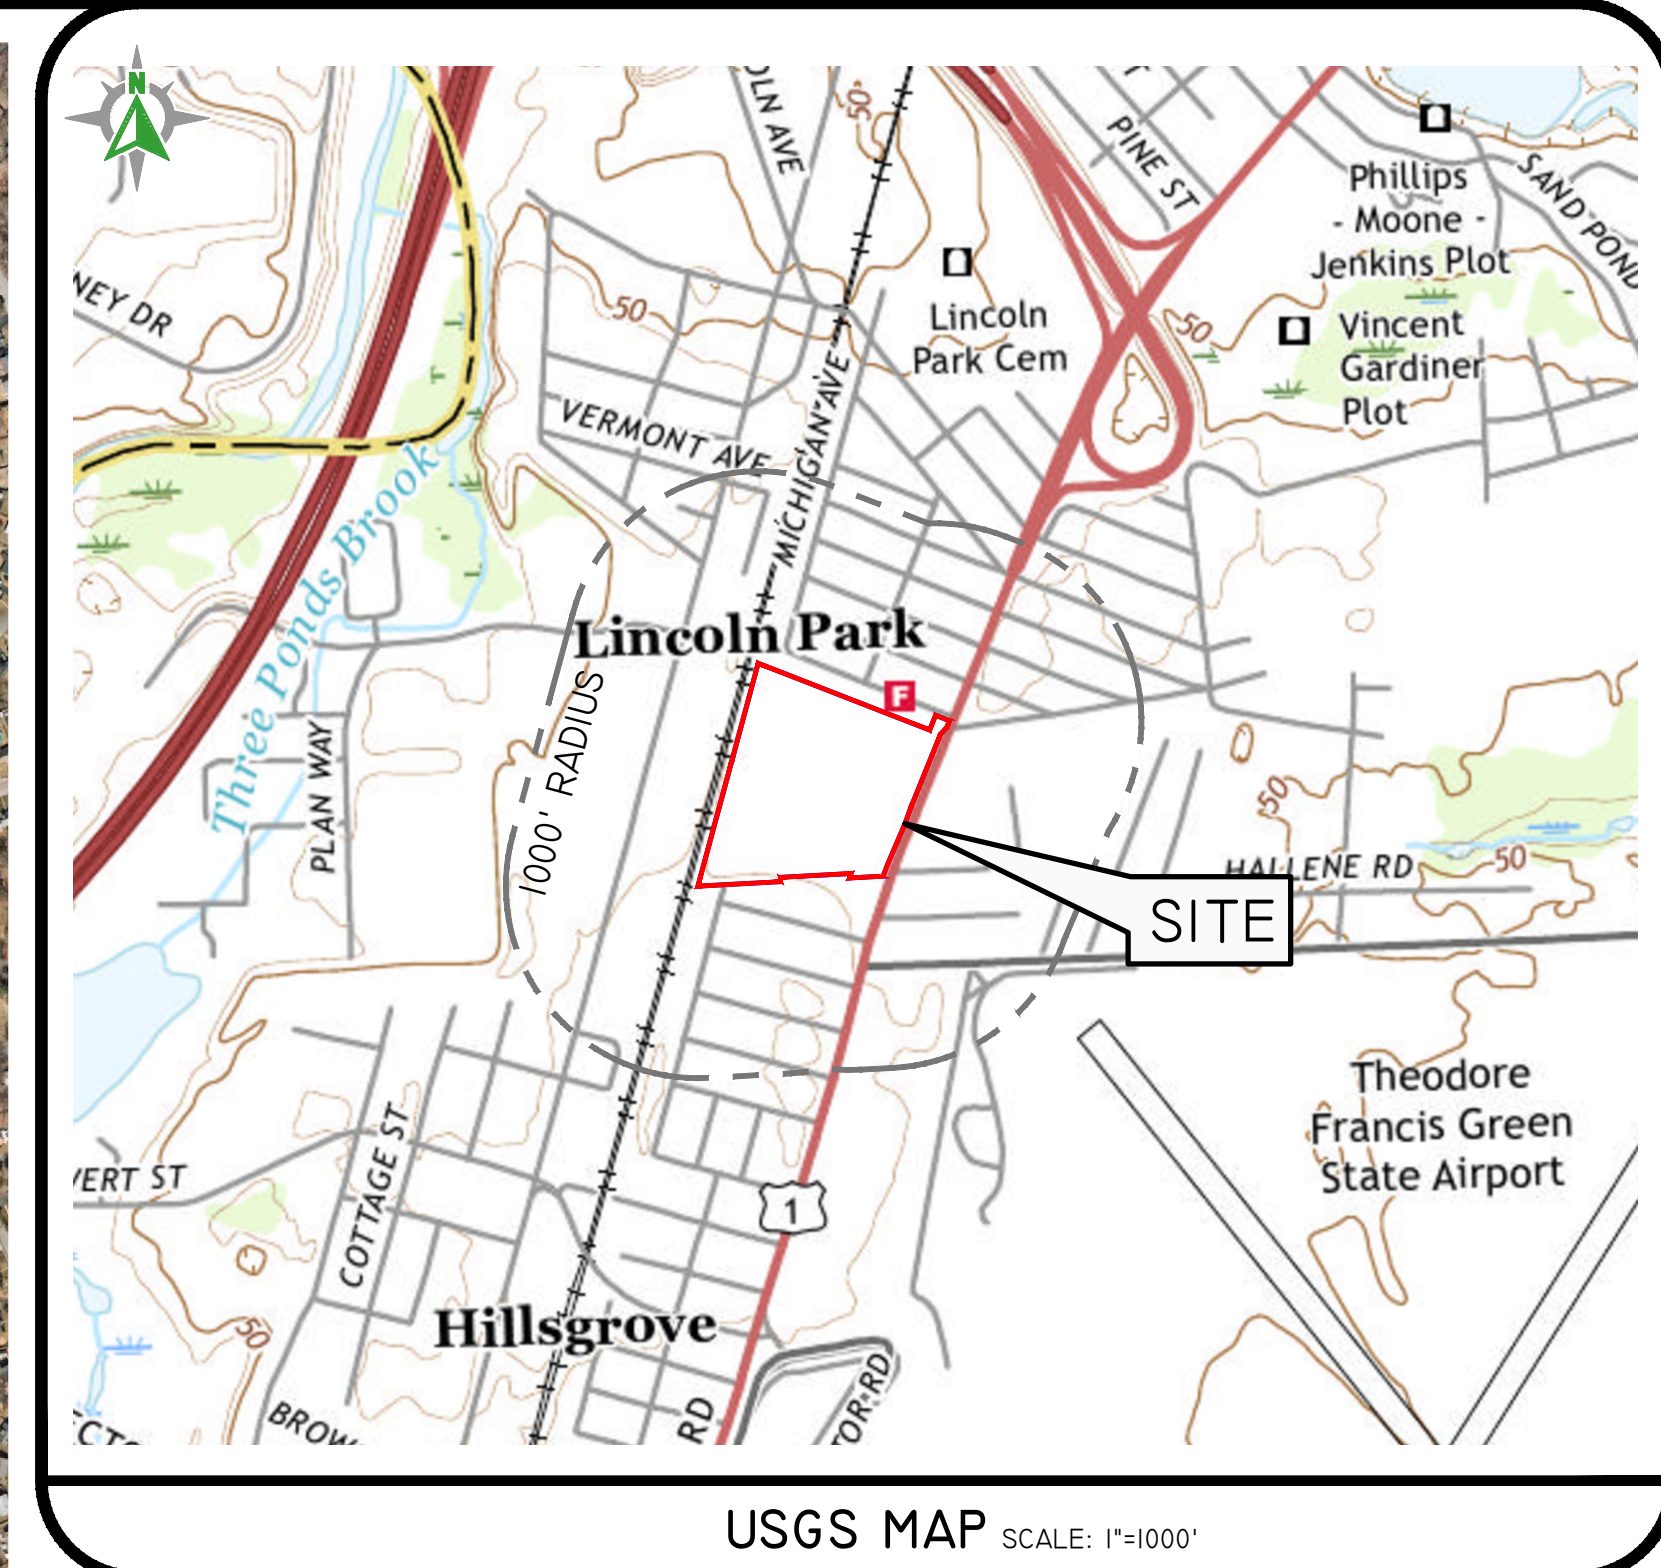 N
OLN AVE
50
PINE ST
Phillips
- Moone -
Jenkins Plot
SAND POND
NEY DR
50
Lincoln
Park Cem
50
Vincent
Gardiner
Plot
VERMONT AVE
MICHIGAN AVE
Three Ponds Brook
Lincoln Park
F
1000' RADIUS
PLAN WAY
50
HALLENE RD
50
SITE
Theodore
Francis Green
State Airport
VERT ST
COTTAGE ST
1
Hillsgrove
50
BROW
RD
TOR RD
ECTO
USGS MAP SCALE: 1"=1000'